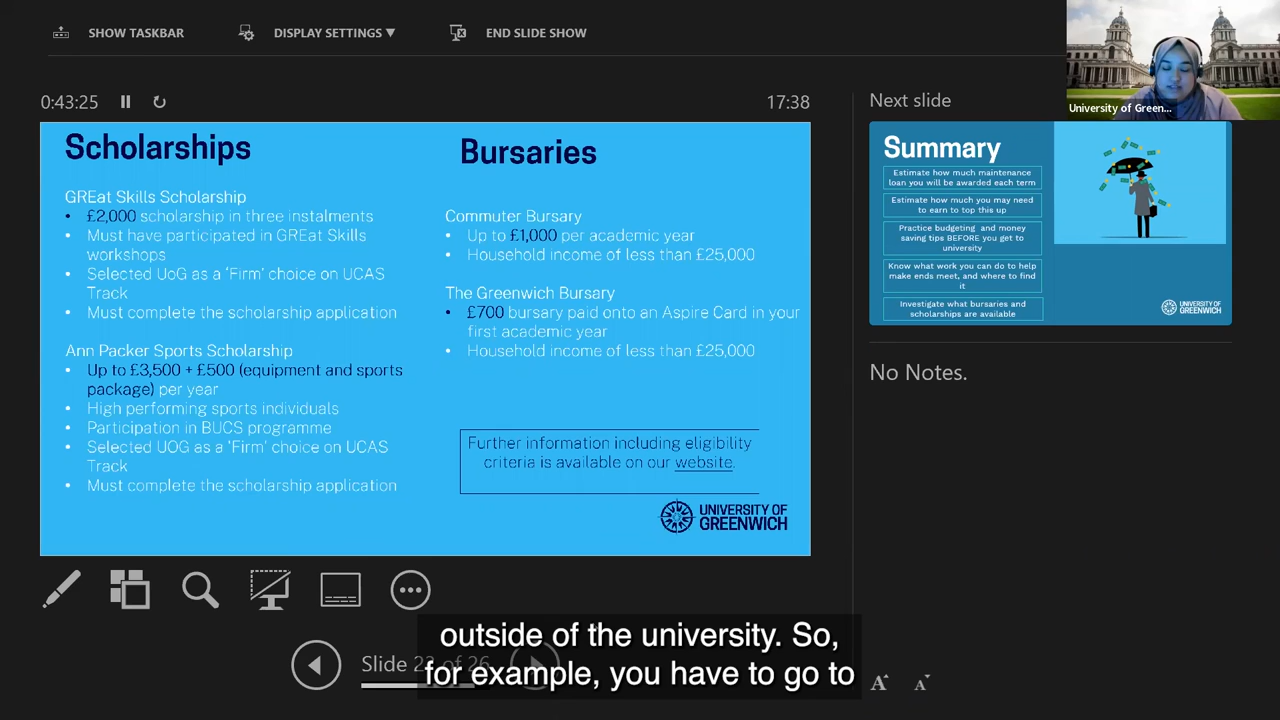 SHOW TASKBAR
DISPLAY SETTINGS ▼
END SLIDE SHOW
University of Green...
0:43:25
17:38
Next slide
Scholarships
GREat Skills Scholarship
• £2,000 scholarship in three instalments
• Must have participated in GREat Skills
workshops
• Selected UoG as a 'Firm' choice on UCAS
Track
• Must complete the scholarship application
Ann Packer Sports Scholarship
• Up to £3,500 + £500 (equipment and sports
package) per year
• High performing sports individuals
• Participation in BUCS programme
• Selected UOG as a 'Firm' choice on UCAS
Track
• Must complete the scholarship application
Bursaries
Commuter Bursary
• Up to £1,000 per academic year
• Household income of less than £25,000
The Greenwich Bursary
• £700 bursary paid onto an Aspire Card in your
first academic year
• Household income of less than £25,000
Further information including eligibility
criteria is available on our website.
UNIVERSITY OF
GREENWICH
Summary
Estimate how much maintenance
loan you will be awarded each term
Estimate how much you may need
to earn to top this up
Practice budgeting and money
saving tips BEFORE you get to
university
Know what work you can do to help
make ends meet, and where to find
it
Investigate what bursaries and
scholarships are available
UNIVERSITY OF
GREENWICH
No Notes.
Slide 23 of 26
outside of the university. So,
for example, you have to go to
A A